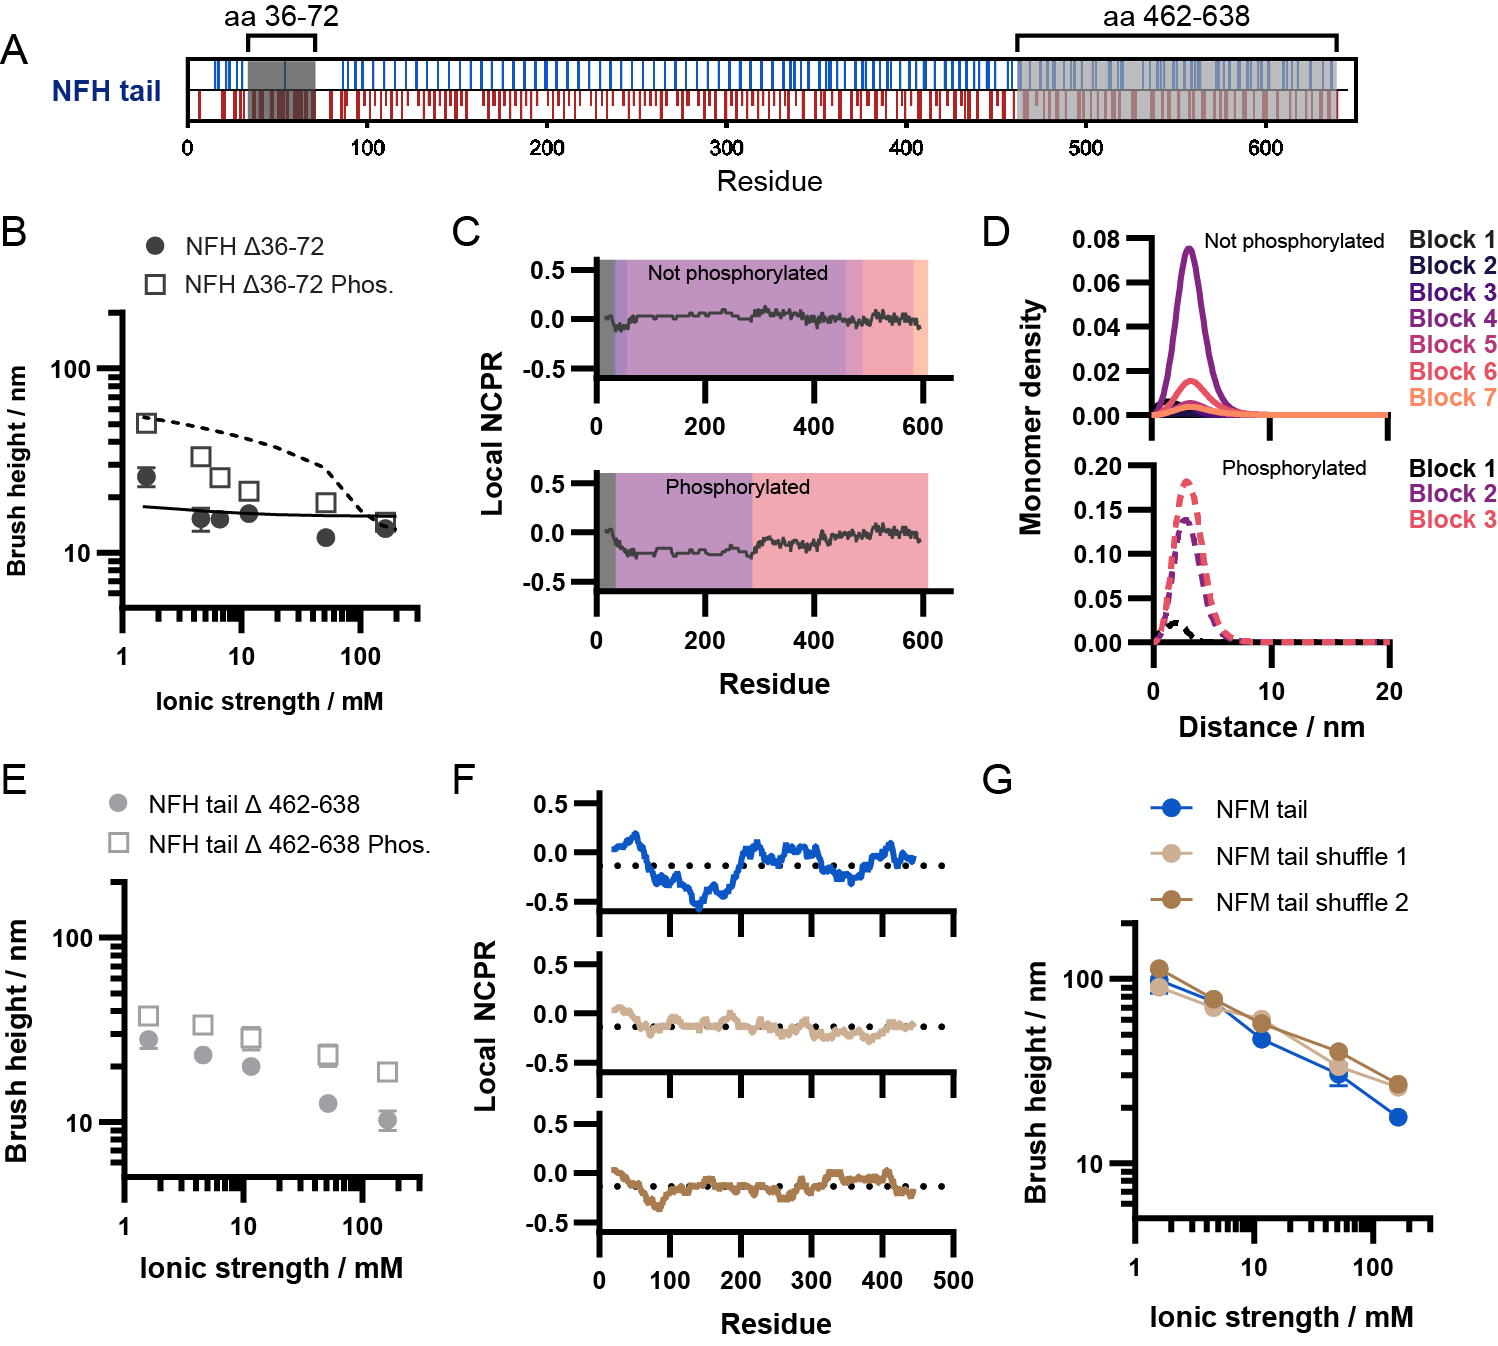 A
aa 36-72
aa 462-638
NFH tail
0 100 200 300 400 500 600
Residue
B
NFH Δ36-72
NFH Δ36-72 Phos.
Brush height / nm
100
10
1 10 100
Ionic strength / mM
C
Local NCPR
0.5
0.0
-0.5
Not phosphorylated
0 200 400 600
0.5
0.0
-0.5
Phosphorylated
0 200 400 600
Residue
D
Monomer density
0.08
0.06
0.04
0.02
0.00
Not phosphorylated
Block 1
Block 2
Block 3
Block 4
Block 5
Block 6
Block 7
0.20
0.15
0.10
0.05
0.00
Phosphorylated
Block 1
Block 2
Block 3
0 10 20
Distance / nm
E
NFH tail Δ 462-638
NFH tail Δ 462-638 Phos.
Brush height / nm
100
10
1 10 100
Ionic strength / mM
F
Local NCPR
0.5
0.0
-0.5
0.5
0.0
-0.5
0.5
0.0
-0.5
0 100 200 300 400 500
Residue
G
NFM tail
NFM tail shuffle 1
NFM tail shuffle 2
Brush height / nm
100
10
1 10 100
Ionic strength / mM